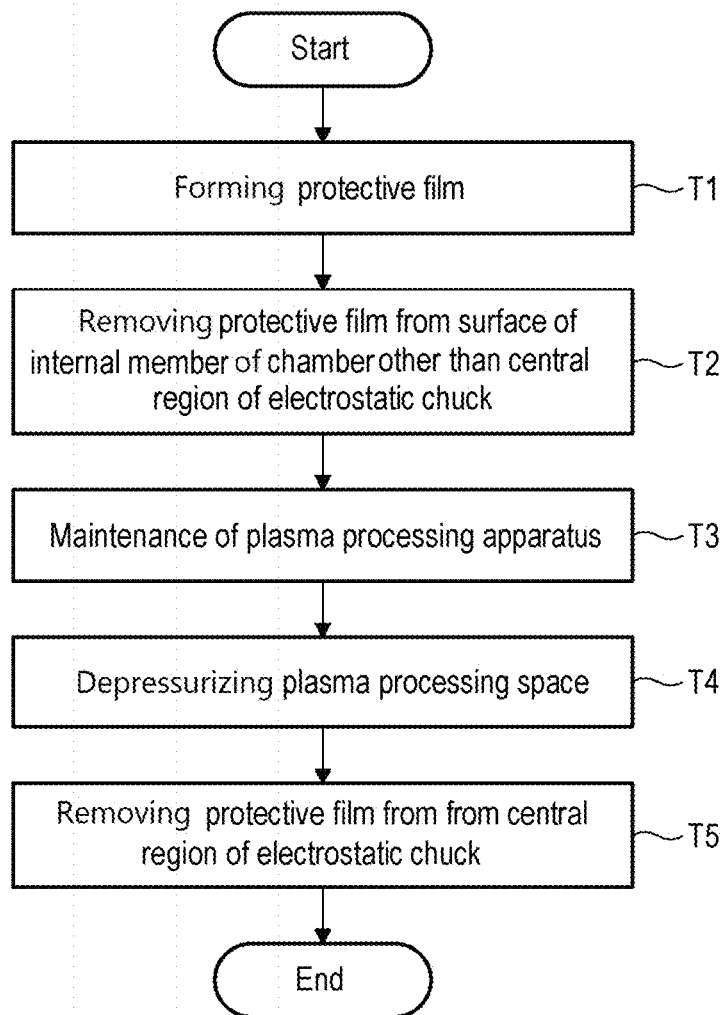 Start
Forming protective film
T1
Removing protective film from surface of
internal member of chamber other than central
region of electrostatic chuck
T2
Maintenance of plasma processing apparatus
T3
Depressurizing plasma processing space
T4
Removing protective film from from central
region of electrostatic chuck
T5
End